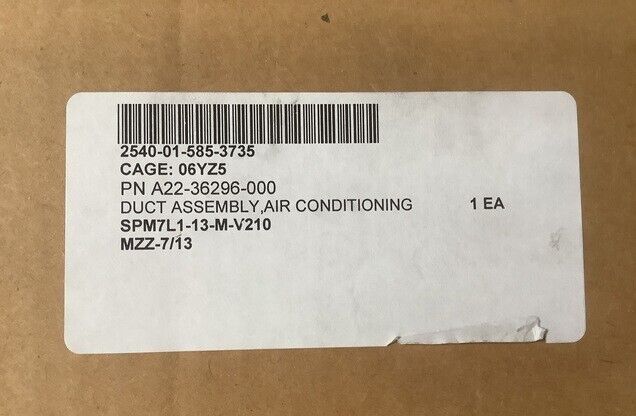 2540-01-585-3735
CAGE: 06YZ5
PN A22-36296-000
DUCT ASSEMBLY,AIR CONDITIONING 1 EA
SPM7L1-13-M-V210
MZZ-7/13